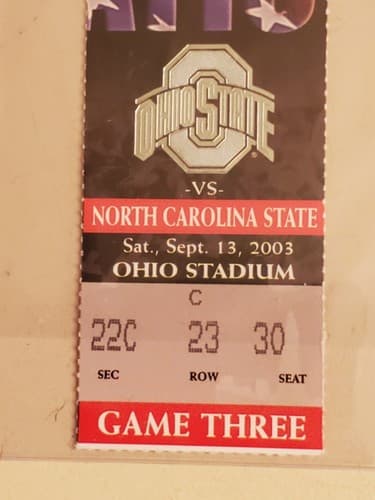 OHIO STATE
-VS-
NORTH CAROLINA STATE
Sat., Sept. 13, 2003
OHIO STADIUM
C
22C 23 30
SEC ROW SEAT
GAME THREE